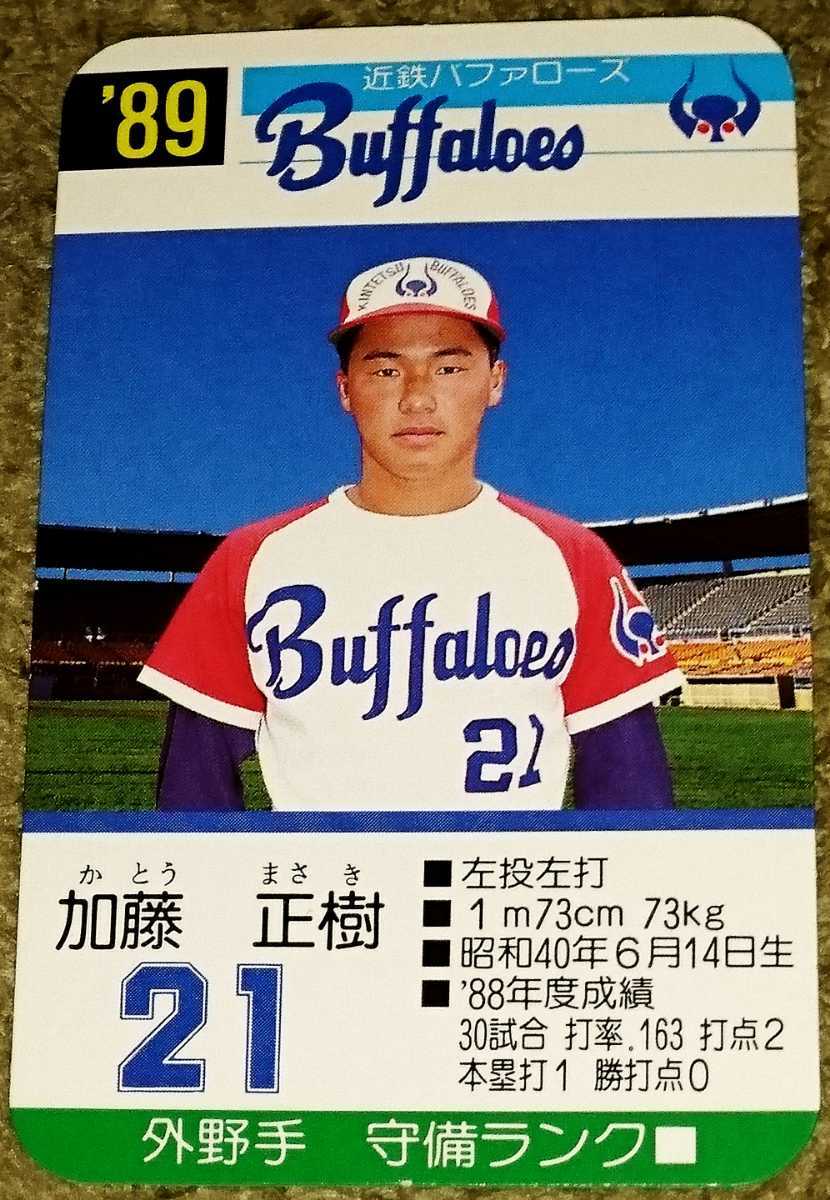 '89
近鉄バファローズ
Buffaloes
KINTETSU BUFFALOES
Buffaloes
21
かとう まさき
加藤 正樹
21
■左投左打
■1m73cm 73kg
■昭和40年6月14日生
■'88年度成績
30試合 打率.163 打点2
本塁打1 勝打点0
外野手 守備ランク■